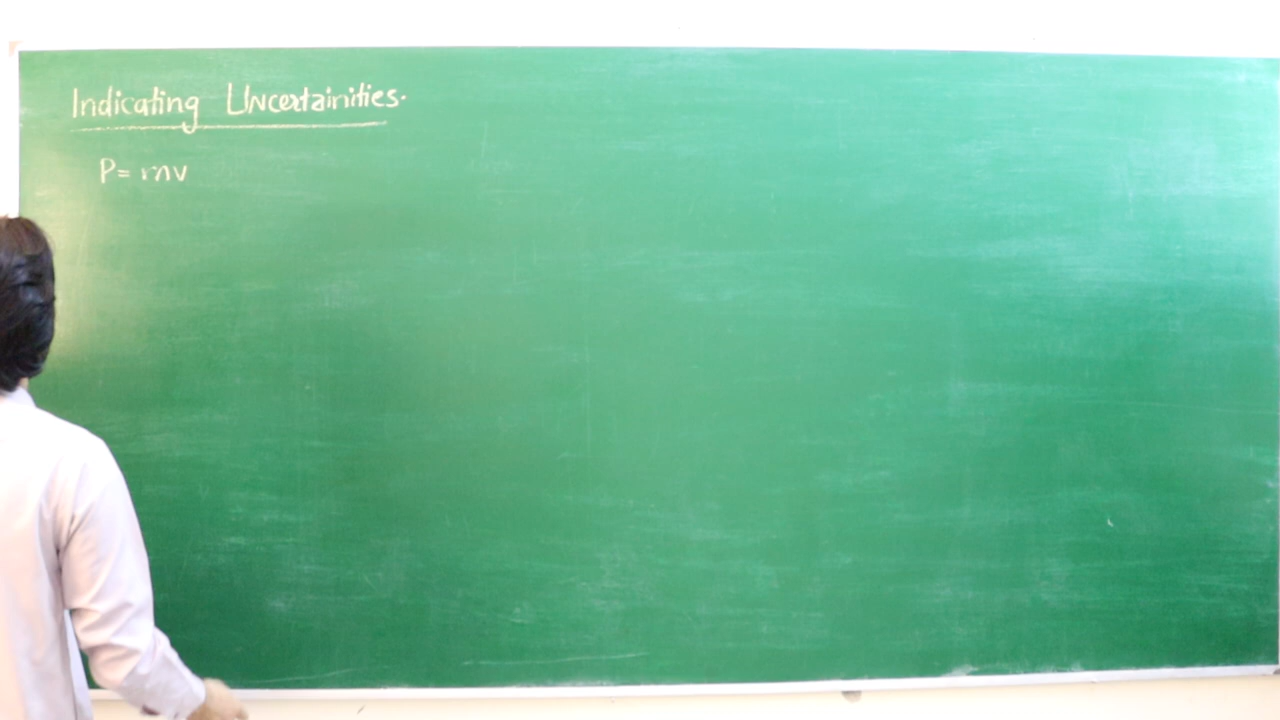 Indicating Uncertainities.
P = mv